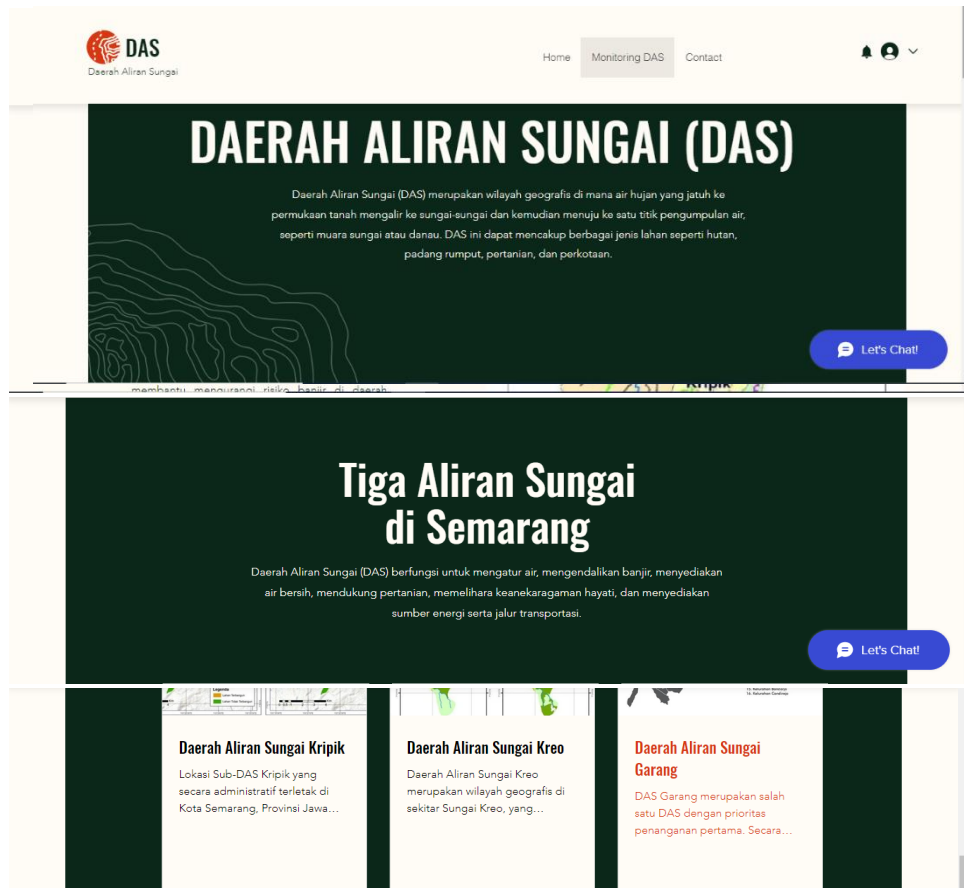 DAS
Daerah Aliran Sungai
Home Monitoring DAS Contact
DAERAH ALIRAN SUNGAI (DAS)
Daerah Aliran Sungai (DAS) merupakan wilayah geografis di mana air hujan yang jatuh ke
permukaan tanah mengalir ke sungai-sungai dan kemudian menuju ke satu titik pengumpulan air,
seperti muara sungai atau danau. DAS ini dapat mencakup berbagai jenis lahan seperti hutan,
padang rumput, pertanian, dan perkotaan.
Let's Chat!
membantu mengurangi risiko banjir di daerah
Kripik
Tiga Aliran Sungai
di Semarang
Daerah Aliran Sungai (DAS) berfungsi untuk mengatur air, mengendalikan banjir, menyediakan
air bersih, mendukung pertanian, memelihara keanekaragaman hayati, dan menyediakan
sumber energi serta jalur transportasi.
Let's Chat!
Daerah Aliran Sungai Kripik
Lokasi Sub-DAS Kripik yang
secara administratif terletak di
Kota Semarang, Provinsi Jawa...
Daerah Aliran Sungai Kreo
Daerah Aliran Sungai Kreo
merupakan wilayah geografis di
sekitar Sungai Kreo, yang...
Daerah Aliran Sungai
Garang
DAS Garang merupakan salah
satu DAS dengan prioritas
penanganan pertama. Secara...